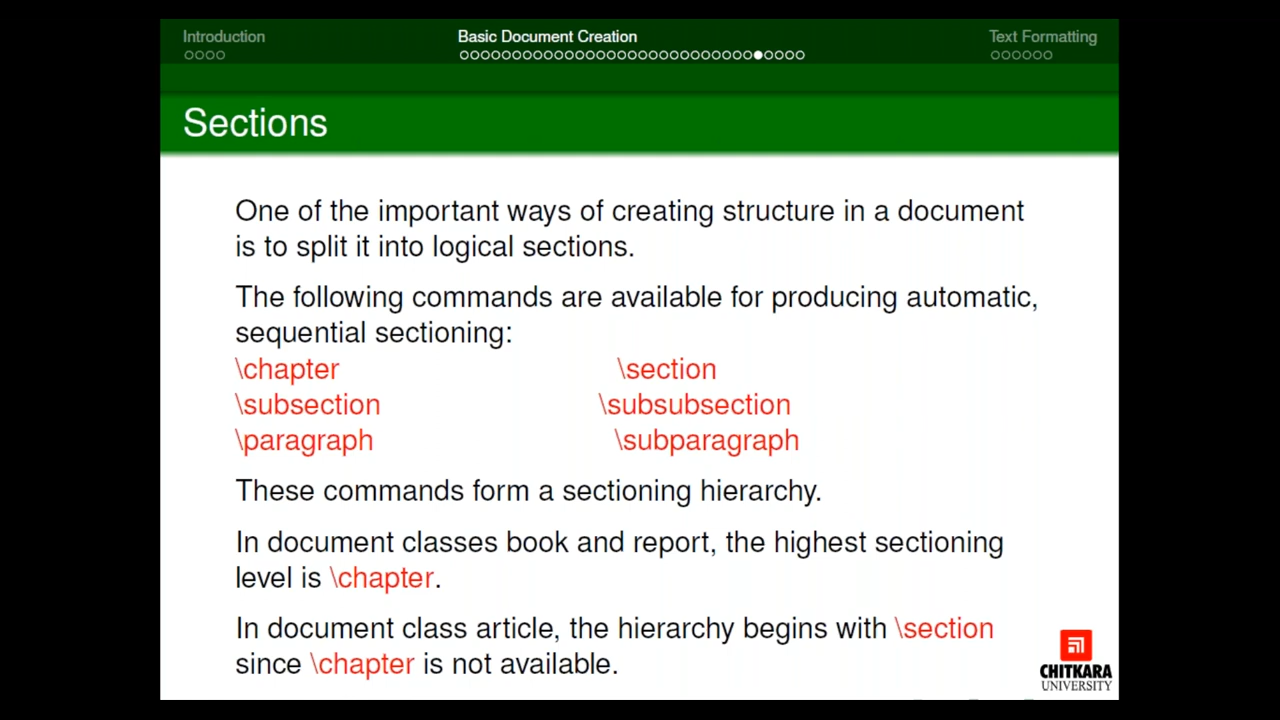 Introduction
Basic Document Creation
Text Formatting
Sections
One of the important ways of creating structure in a document
is to split it into logical sections.
The following commands are available for producing automatic,
sequential sectioning:
\chapter \section
\subsection \subsubsection
\paragraph \subparagraph
These commands form a sectioning hierarchy.
In document classes book and report, the highest sectioning
level is \chapter.
In document class article, the hierarchy begins with \section
since \chapter is not available.
CHITKARA
UNIVERSITY